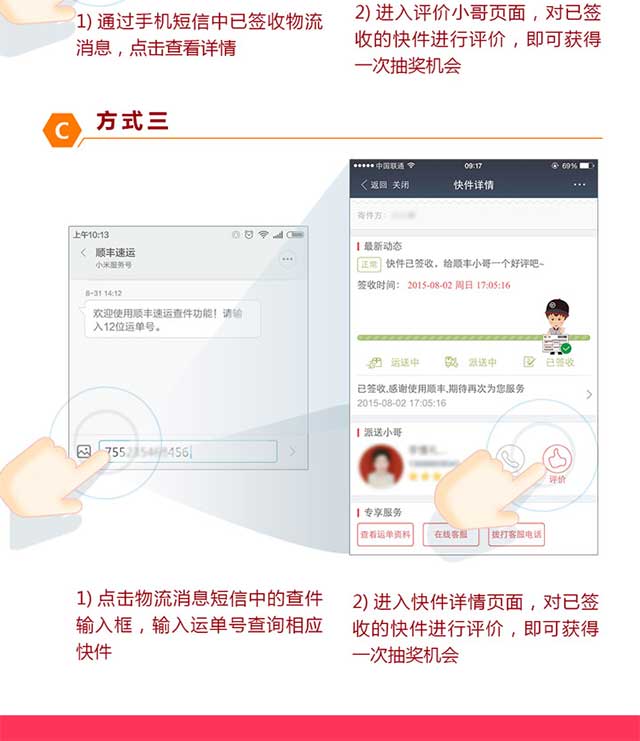 1) 通过手机短信中已签收物流
消息，点击查看详情
2) 进入评价小哥页面，对已签
收的快件进行评价，即可获得
一次抽奖机会
C 方式三
上午10:13
顺丰速运
小米服务号
8-31 14:12
欢迎使用顺丰速运查件功能！请输
入12位运单号。
中国联通 09:17 69%
返回 关闭 快件详情
寄件方:
最新动态
正常 快件已签收，给顺丰小哥一个好评吧~
签收时间： 2015-08-02 周日 17:05:16
运送中 派送中 已签收
已签收,感谢使用顺丰,期待再次为您服务
2015-08-02 17:05:16
派送小哥
评价
专享服务
查看运单资料 在线客服 拨打客服电话
1) 点击物流消息短信中的查件
输入框，输入运单号查询相应
快件
2) 进入快件详情页面，对已签
收的快件进行评价，即可获得
一次抽奖机会